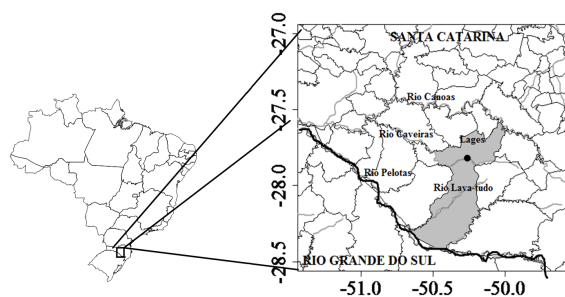 -27.0
SANTA CATARINA
Rio Canoas
-27.5
Rio Caveiras
Lages
Rio Pelotas
-28.0
Rio Lava-tudo
RIO GRANDE DO SUL
-28.5
-51.0
-50.5
-50.0